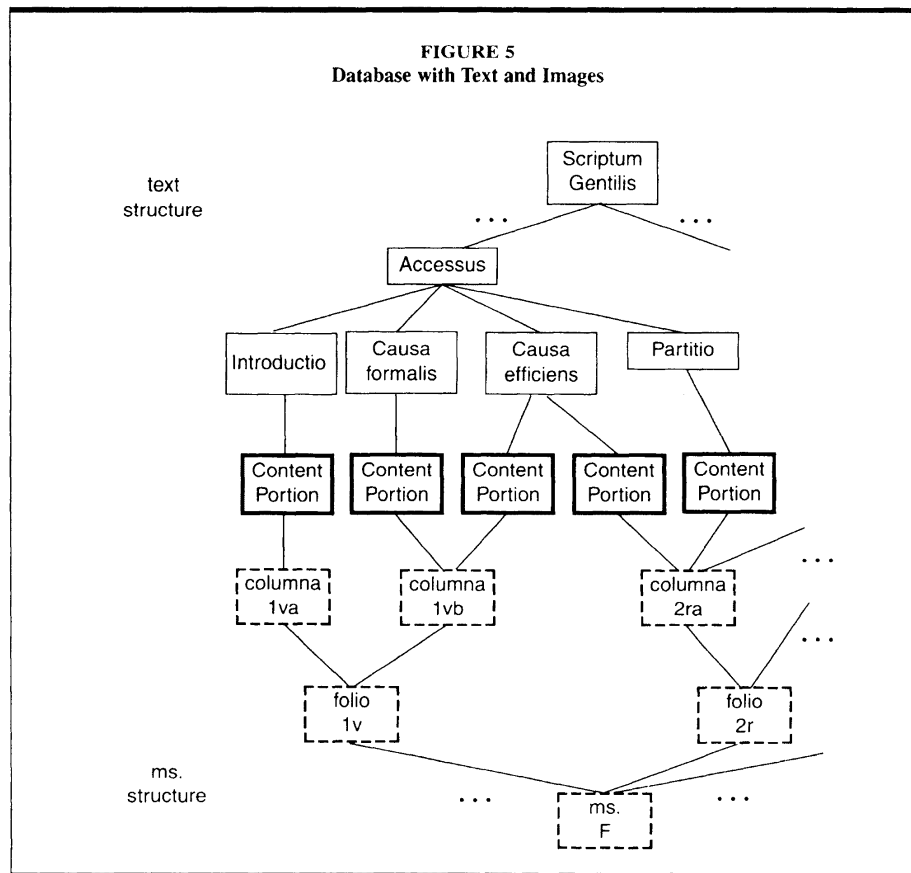 FIGURE 5
Database with Text and Images
text
structure
Scriptum
Gentilis
. . .
. . .
Accessus
Introductio
Causa
formalis
Causa
efficiens
Partitio
Content
Portion
Content
Portion
Content
Portion
Content
Portion
Content
Portion
. . .
columna
1va
columna
1vb
columna
2ra
. . .
folio
1v
folio
2r
ms.
structure
. . .
. . .
ms.
F